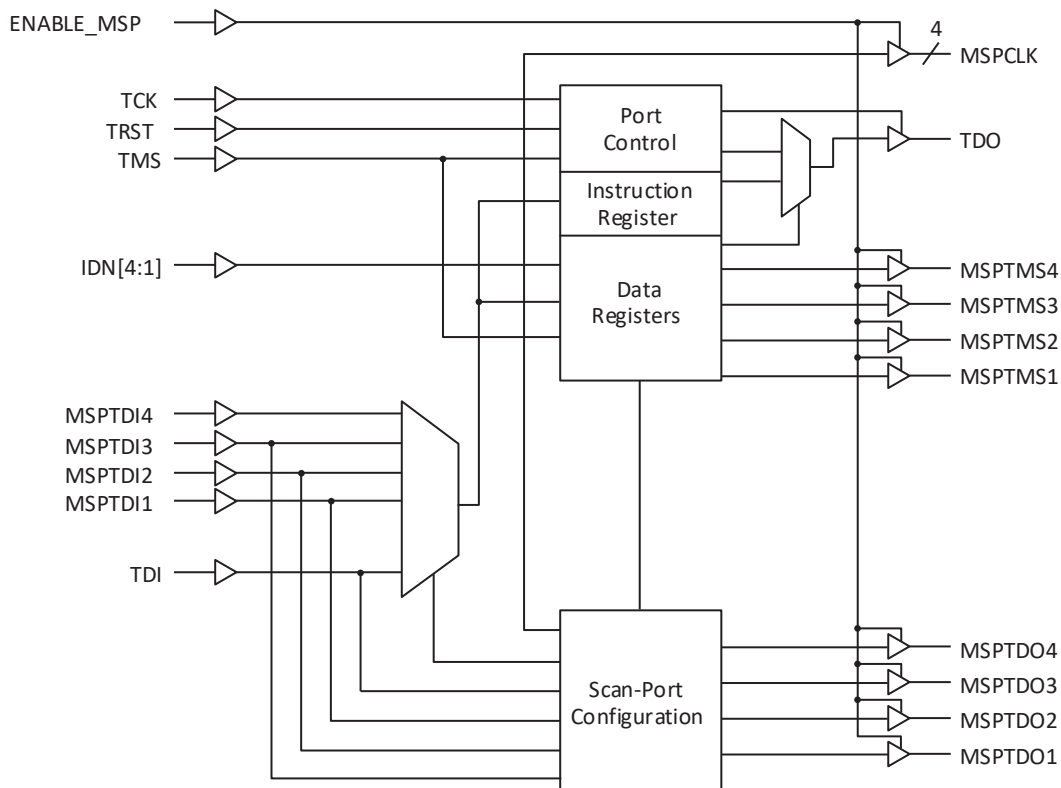 ENABLE_MSP
4
MSPCLK
TCK
TRST
TMS
Port
Control
TDO
Instruction
Register
IDN[4:1]
Data
Registers
MSPTMS4
MSPTMS3
MSPTMS2
MSPTMS1
MSPTDI4
MSPTDI3
MSPTDI2
MSPTDI1
TDI
Scan-Port
Configuration
MSPTDO4
MSPTDO3
MSPTDO2
MSPTDO1